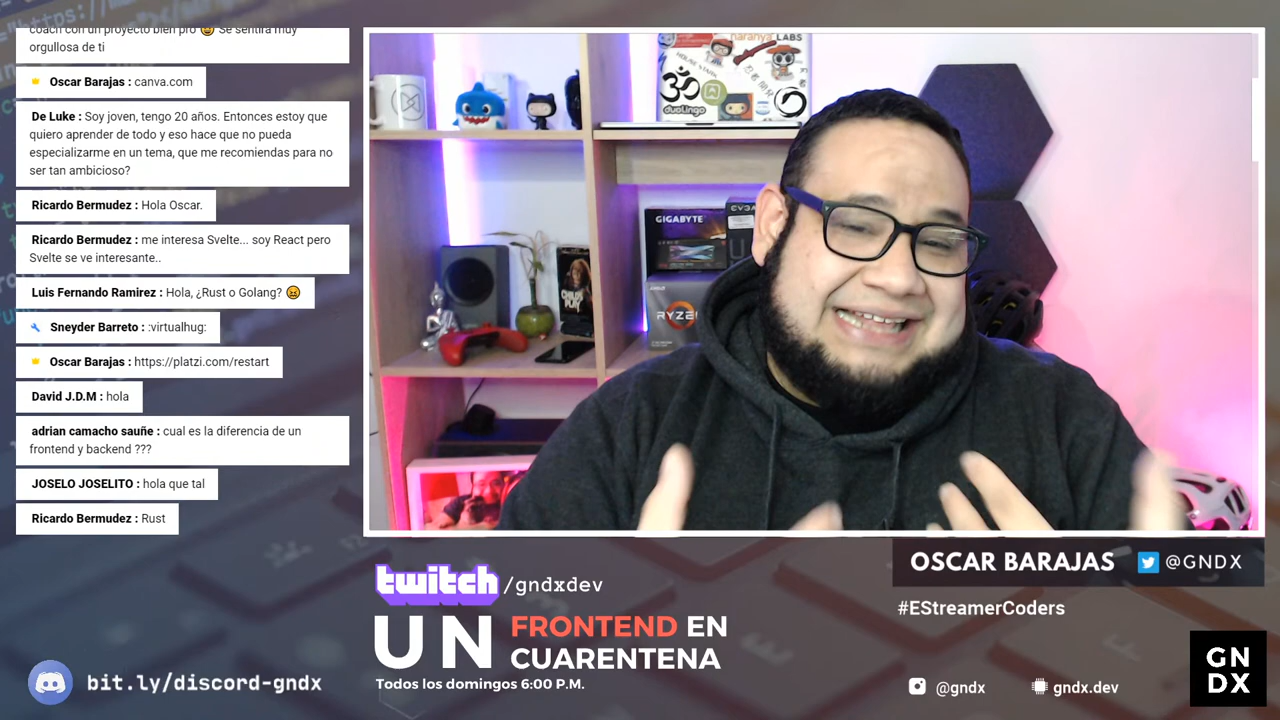 coach con un proyecto bien pro 😄 Se sentirá muy
orgullosa de ti
Oscar Barajas : canva.com
De Luke : Soy joven, tengo 20 años. Entonces estoy que
quiero aprender de todo y eso hace que no pueda
especializarme en un tema, que me recomiendas para no
ser tan ambicioso?
Ricardo Bermudez : Hola Oscar.
Ricardo Bermudez : me interesa Svelte... soy React pero
Svelte se ve interesante..
Luis Fernando Ramirez : Hola, ¿Rust o Golang? 😖
Sneyder Barreto : :virtualhug:
Oscar Barajas : https://platzi.com/restart
David J.D.M : hola
adrian camacho sauñe : cual es la diferencia de un
frontend y backend ???
JOSELO JOSELITO : hola que tal
Ricardo Bermudez : Rust
naranya LABS
duolingo
GIGABYTE
EVGA
AMD
RYZEN
CHILD'S
PLAY
OSCAR BARAJAS
@GNDX
#EStreamerCoders
twitch /gndxdev
UN FRONTEND EN
CUARENTENA
Todos los domingos 6:00 P.M.
bit.ly/discord-gndx
@gndx
gndx.dev
GN
DX